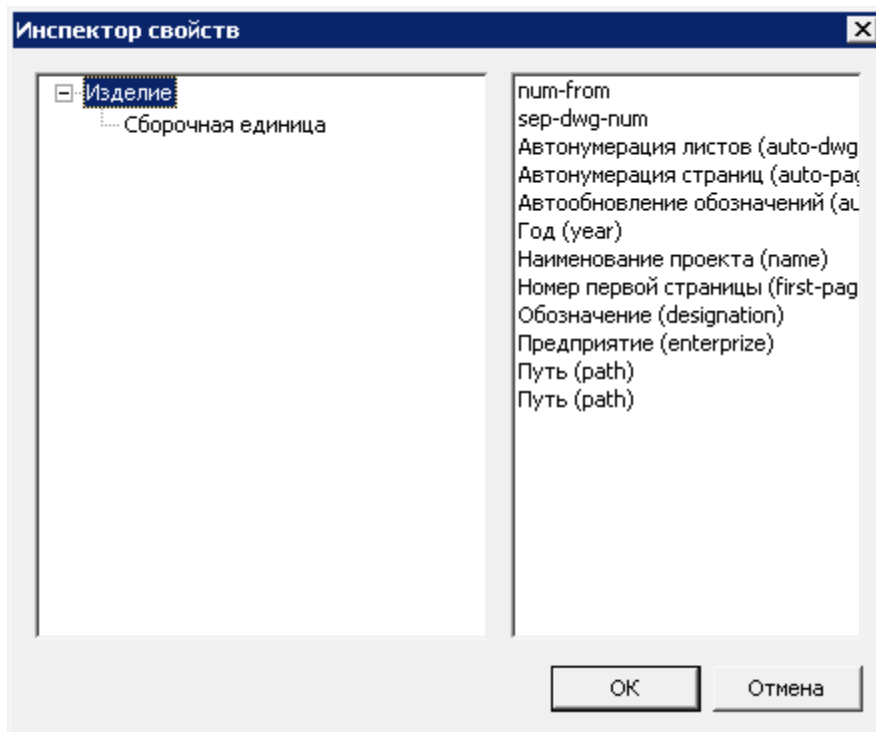 Инспектор свойств
Изделие
Сборочная единица
num-from
sep-dwg-num
Автонумерация листов (auto-dwg
Автонумерация страниц (auto-pag
Автообновление обозначений (au
Год (year)
Наименование проекта (name)
Номер первой страницы (first-pag
Обозначение (designation)
Предприятие (enterprize)
Путь (path)
Путь (path)
ОК
Отмена